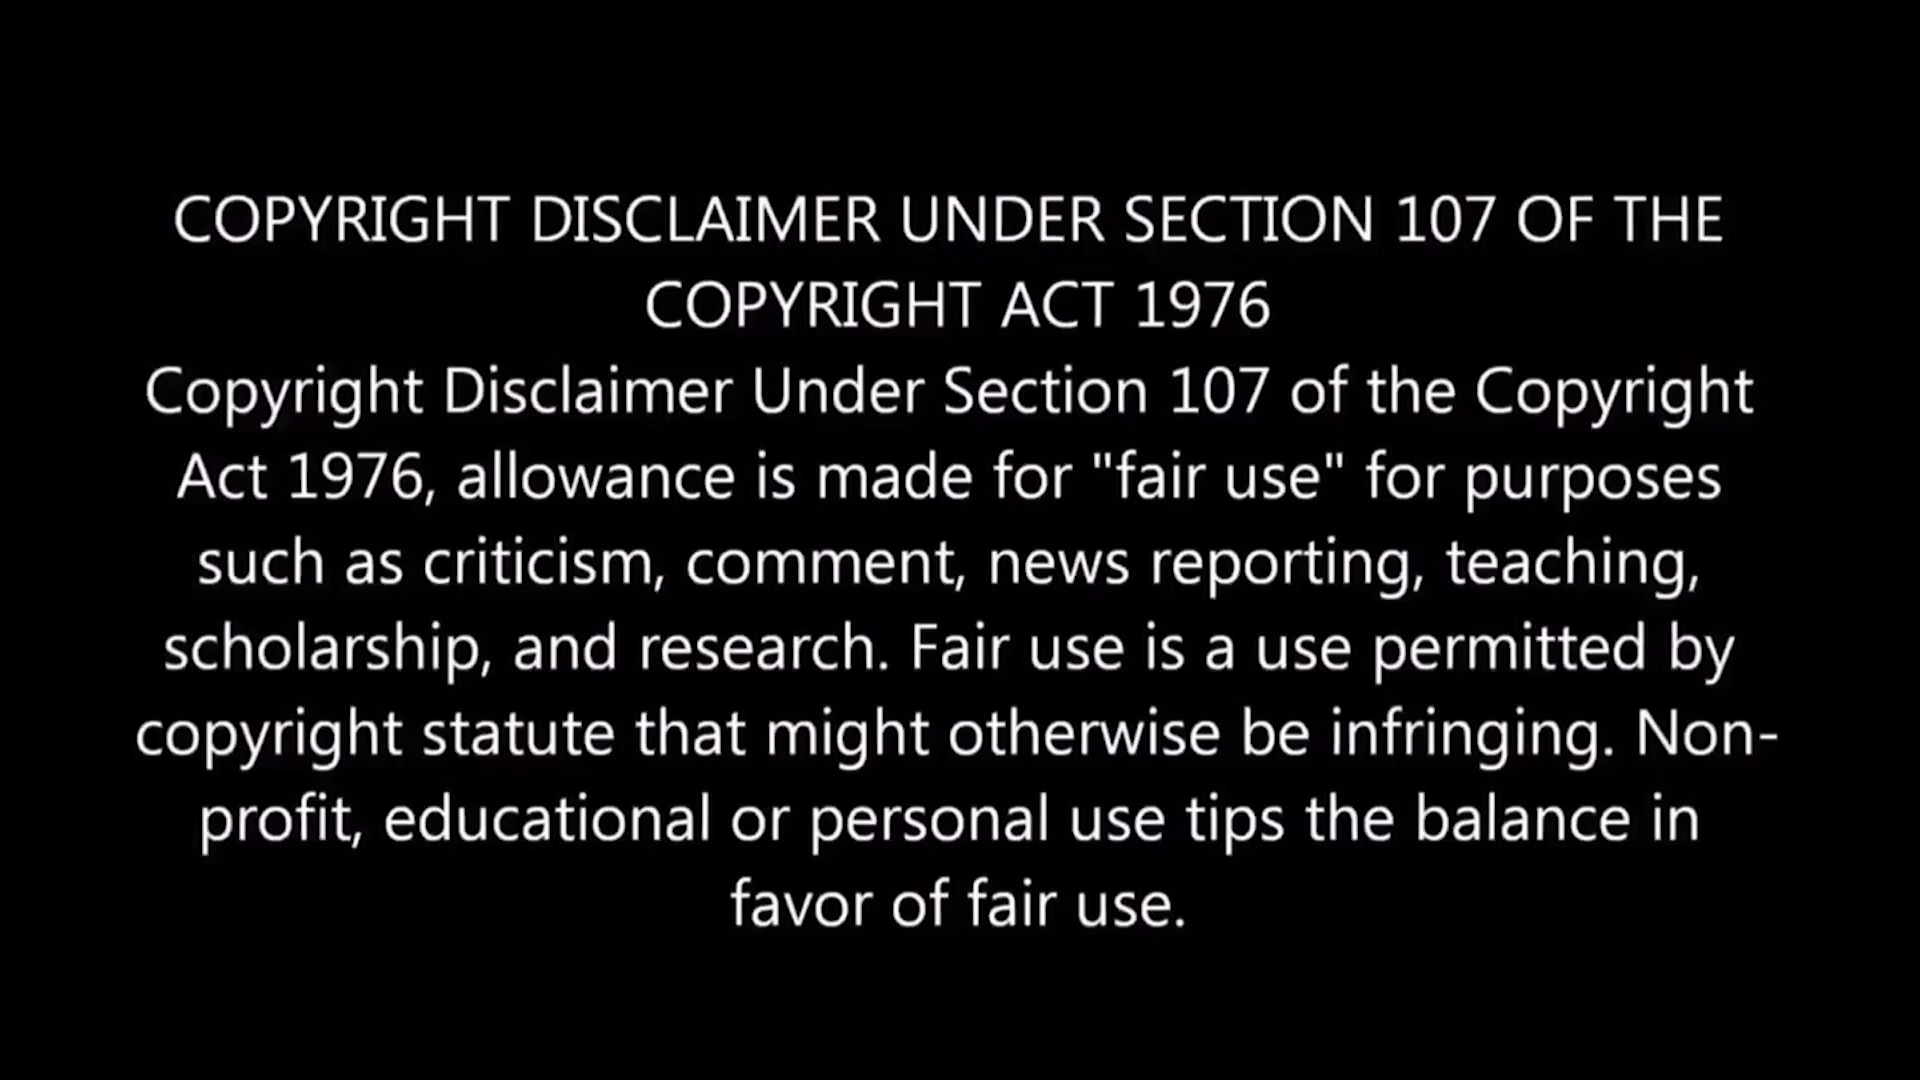 COPYRIGHT DISCLAIMER UNDER SECTION 107 OF THE
COPYRIGHT ACT 1976
Copyright Disclaimer Under Section 107 of the Copyright
Act 1976, allowance is made for "fair use" for purposes
such as criticism, comment, news reporting, teaching,
scholarship, and research. Fair use is a use permitted by
copyright statute that might otherwise be infringing. Non-
profit, educational or personal use tips the balance in
favor of fair use.